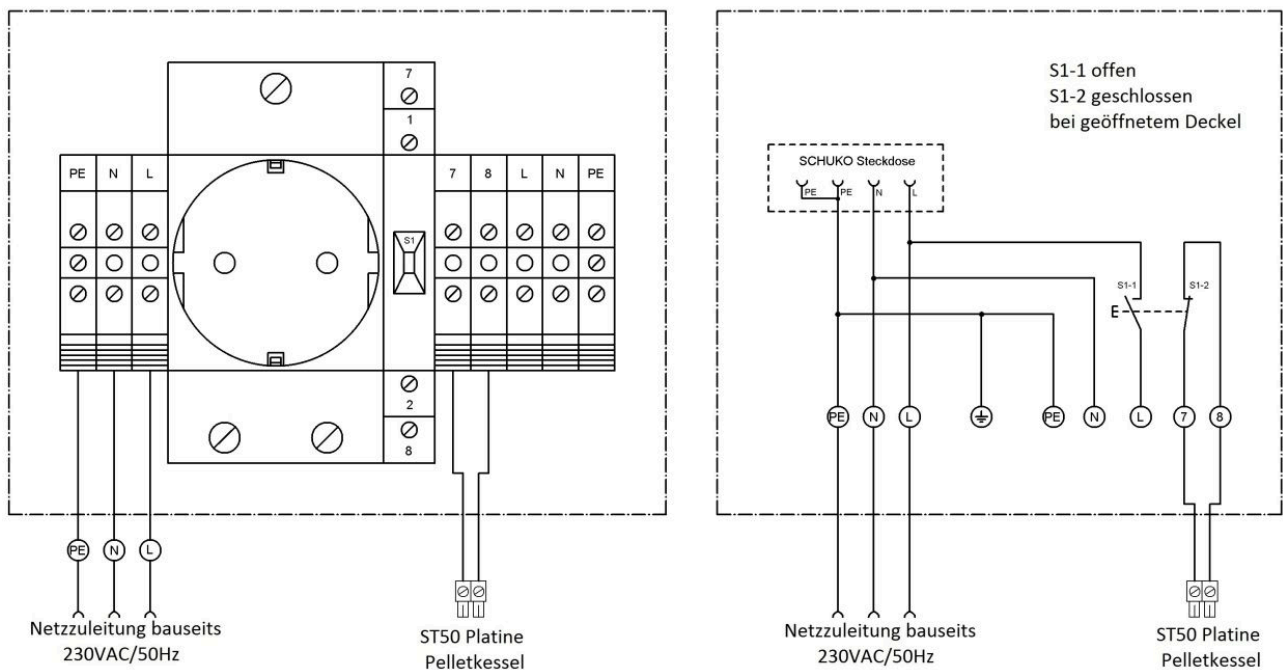 7
1
PE N L
7 8 L N PE
S1
2
8
PE N L
Netzzuleitung bauseits
230VAC/50Hz
ST50 Platine
Pelletkessel
S1-1 offen
S1-2 geschlossen
bei geöffnetem Deckel
SCHUKO Steckdose
PE PE N L
S1-1 S1-2
E
PE N L PE N L 7 8
Netzzuleitung bauseits
230VAC/50Hz
ST50 Platine
Pelletkessel